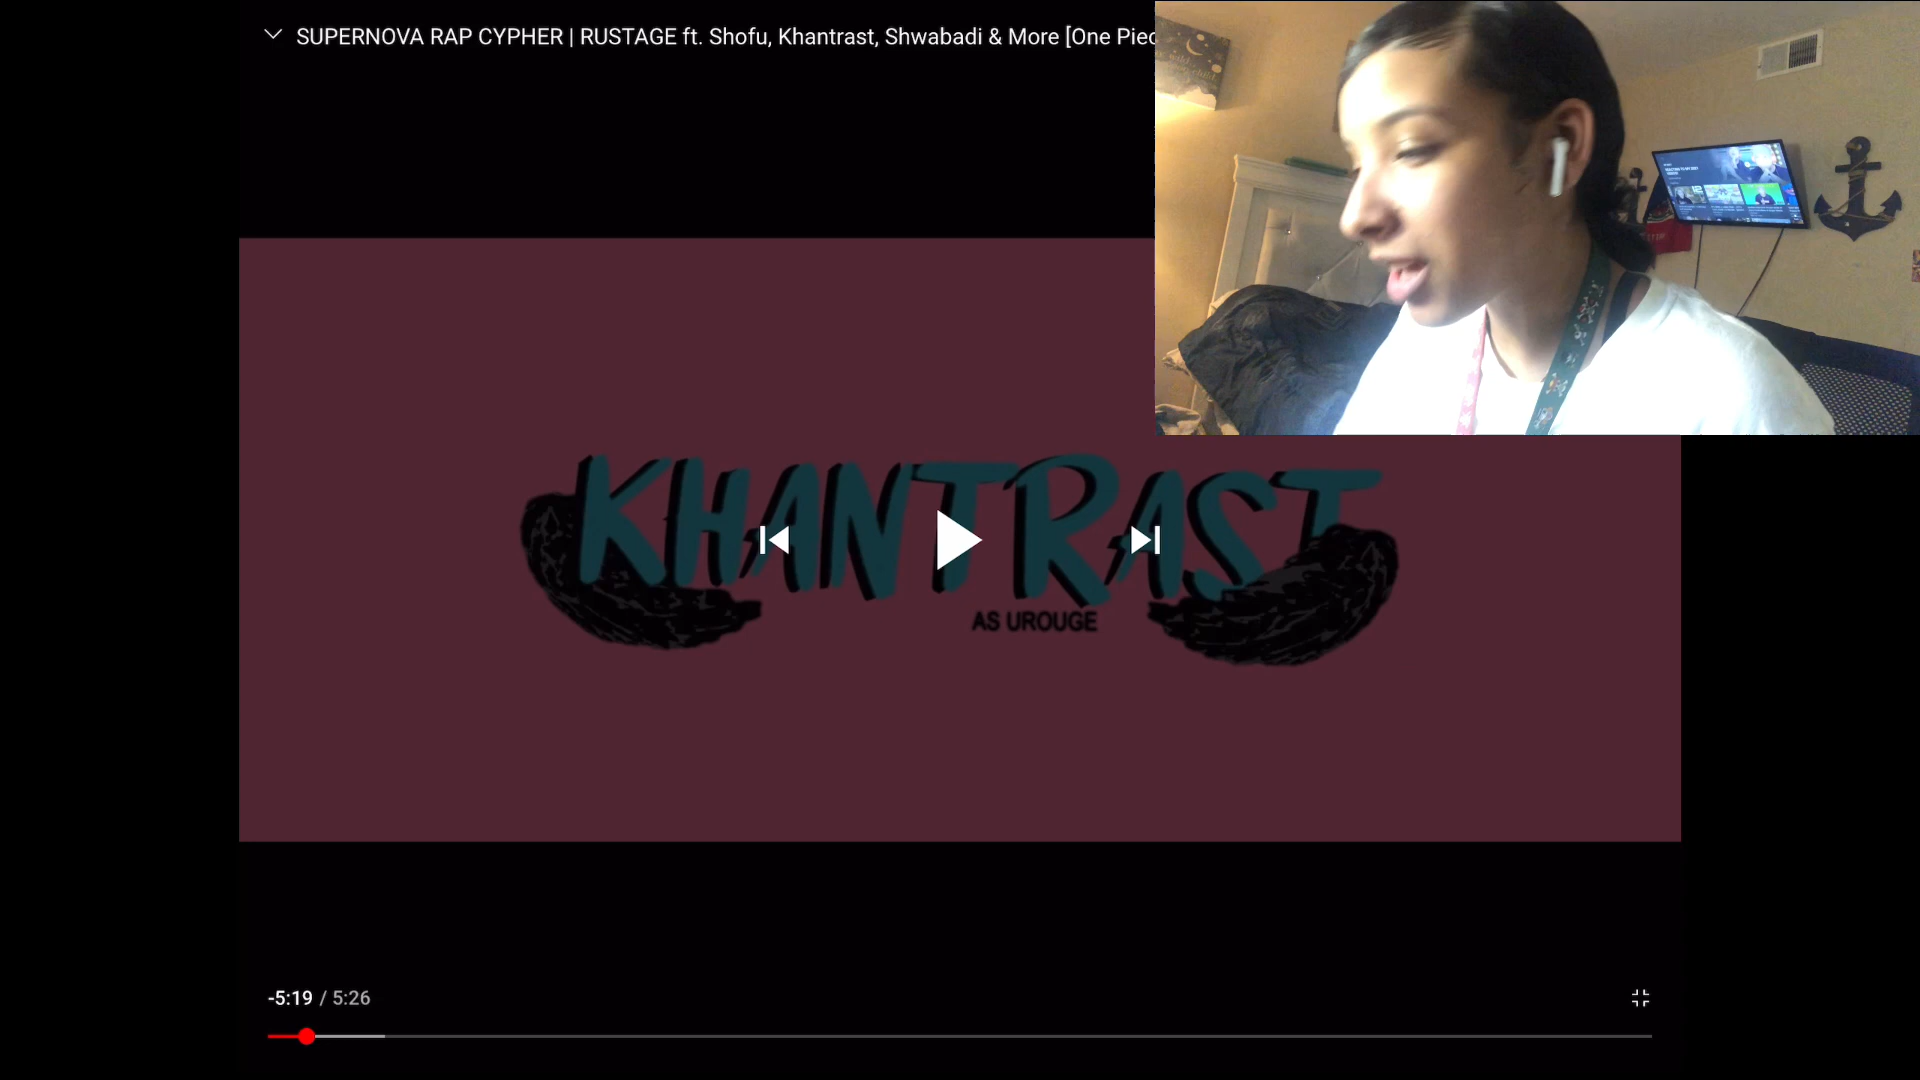 SUPERNOVA RAP CYPHER | RUSTAGE ft. Shofu, Khantrast, Shwabadi & More [One Piec
KHANTRAST
AS UROUGE
-5:19 / 5:26